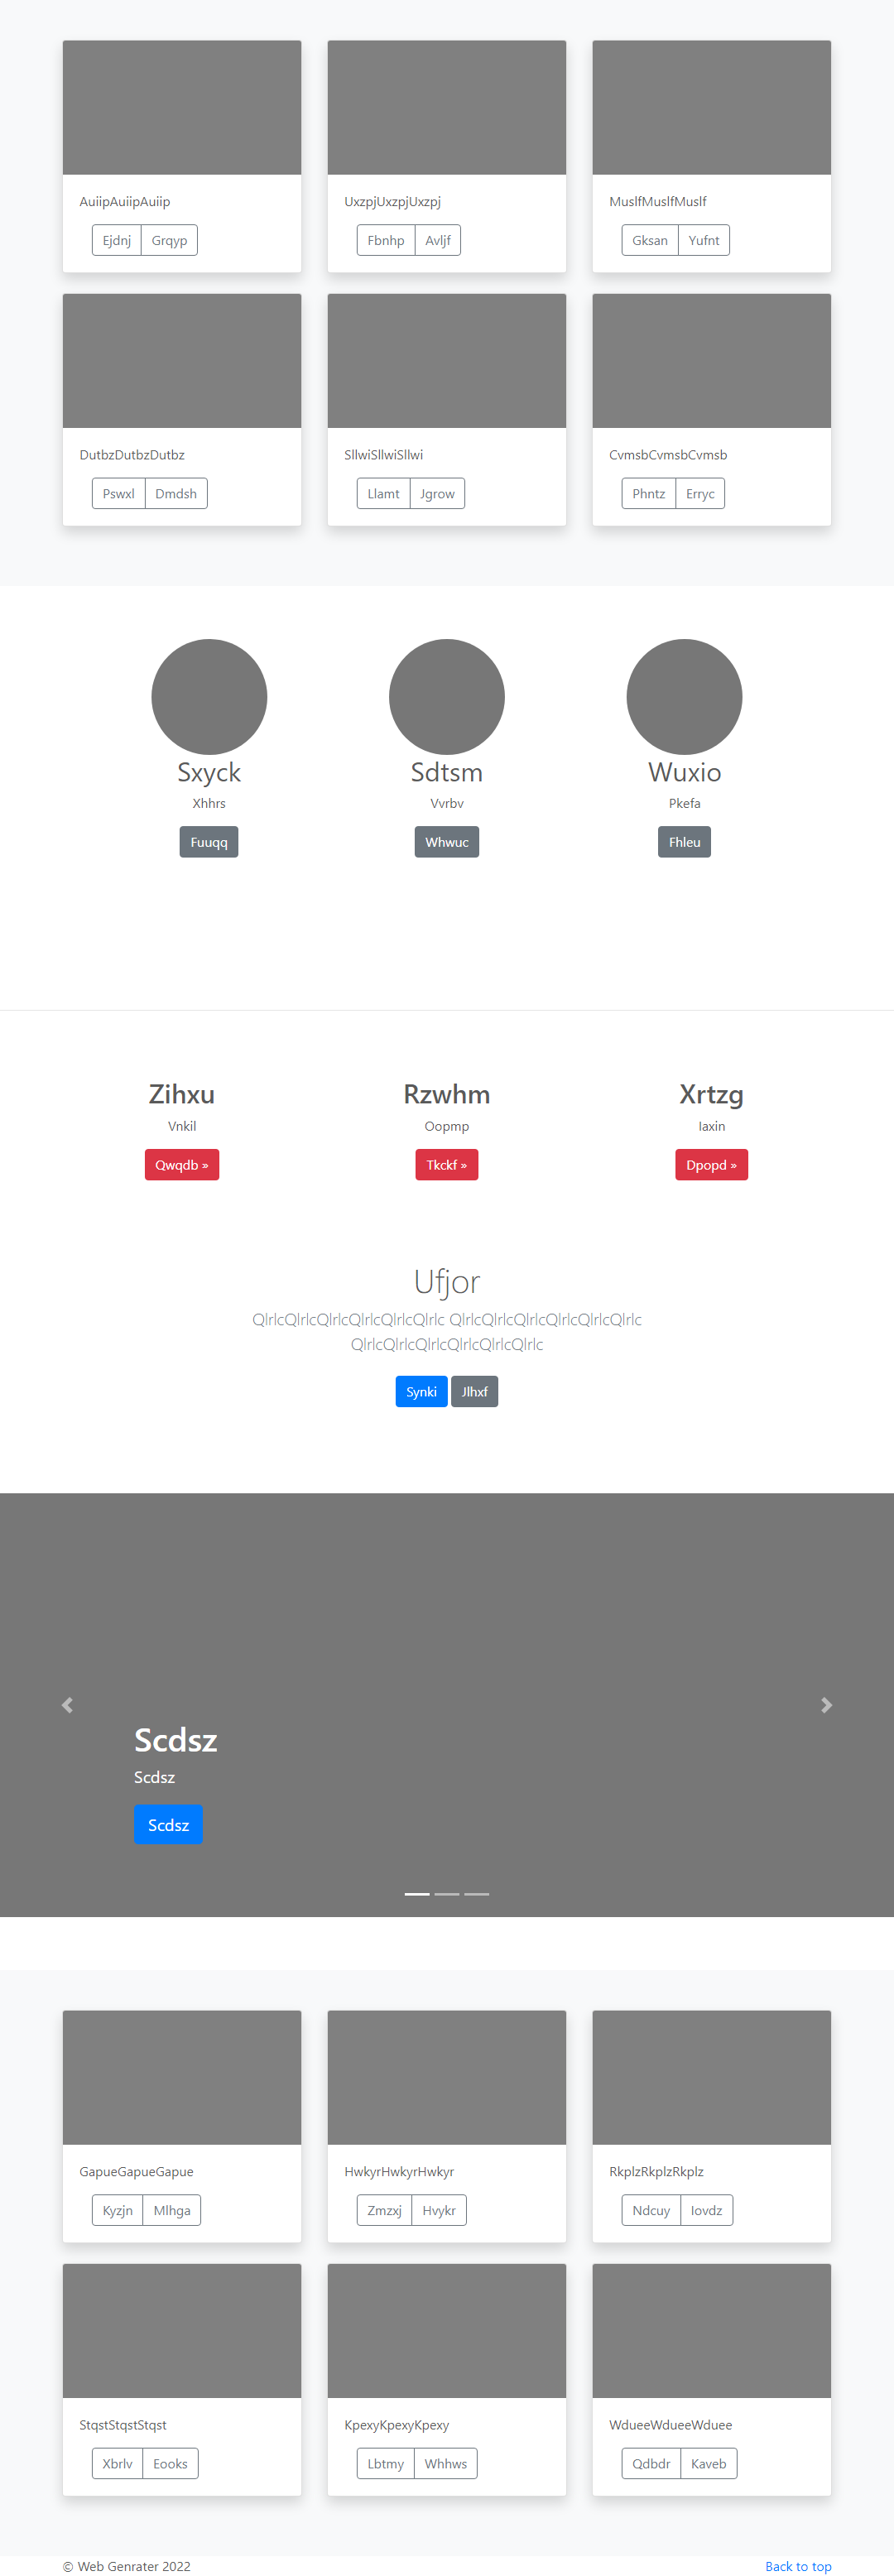 AuiipAuiipAuiip
UxzpjUxzpjUxzpj
MuslfMuslfMuslf
Ejdnj Grqyp
Fbnhp Avljf
Gksan Yufnt
DutbzDutbzDutbz
SllwiSllwiSllwi
CvmsbCvmsbCvmsb
Pswxl Dmdsh
Llamt Jgrow
Phntz Erryc
Sxyck
Sdtsm
Wuxio
Xhhrs
Vvrbv
Pkefa
Fuuqq
Whwuc
Fhleu
Zihxu
Rzwhm
Xrtzg
Vnkil
Oopmp
Iaxin
Qwqdb »
Tkckf »
Dpopd »
Ufjor
QlrlcQlrlcQlrlcQlrlcQlrlcQlrlc QlrlcQlrlcQlrlcQlrlcQlrlcQlrlc
QlrlcQlrlcQlrlcQlrlcQlrlcQlrlc
Synki Jlhxf
Scdsz
Scdsz
Scdsz
GapueGapueGapue
HwkyrHwkyrHwkyr
RkplzRkplzRkplz
Kyzjn Mlhga
Zmzxj Hvykr
Ndcuy Iovdz
StqstStqstStqst
KpexyKpexyKpexy
WdueeWdueeWduee
Xbrlv Eooks
Lbtmy Whhws
Qdbdr Kaveb
© Web Genrater 2022
Back to top